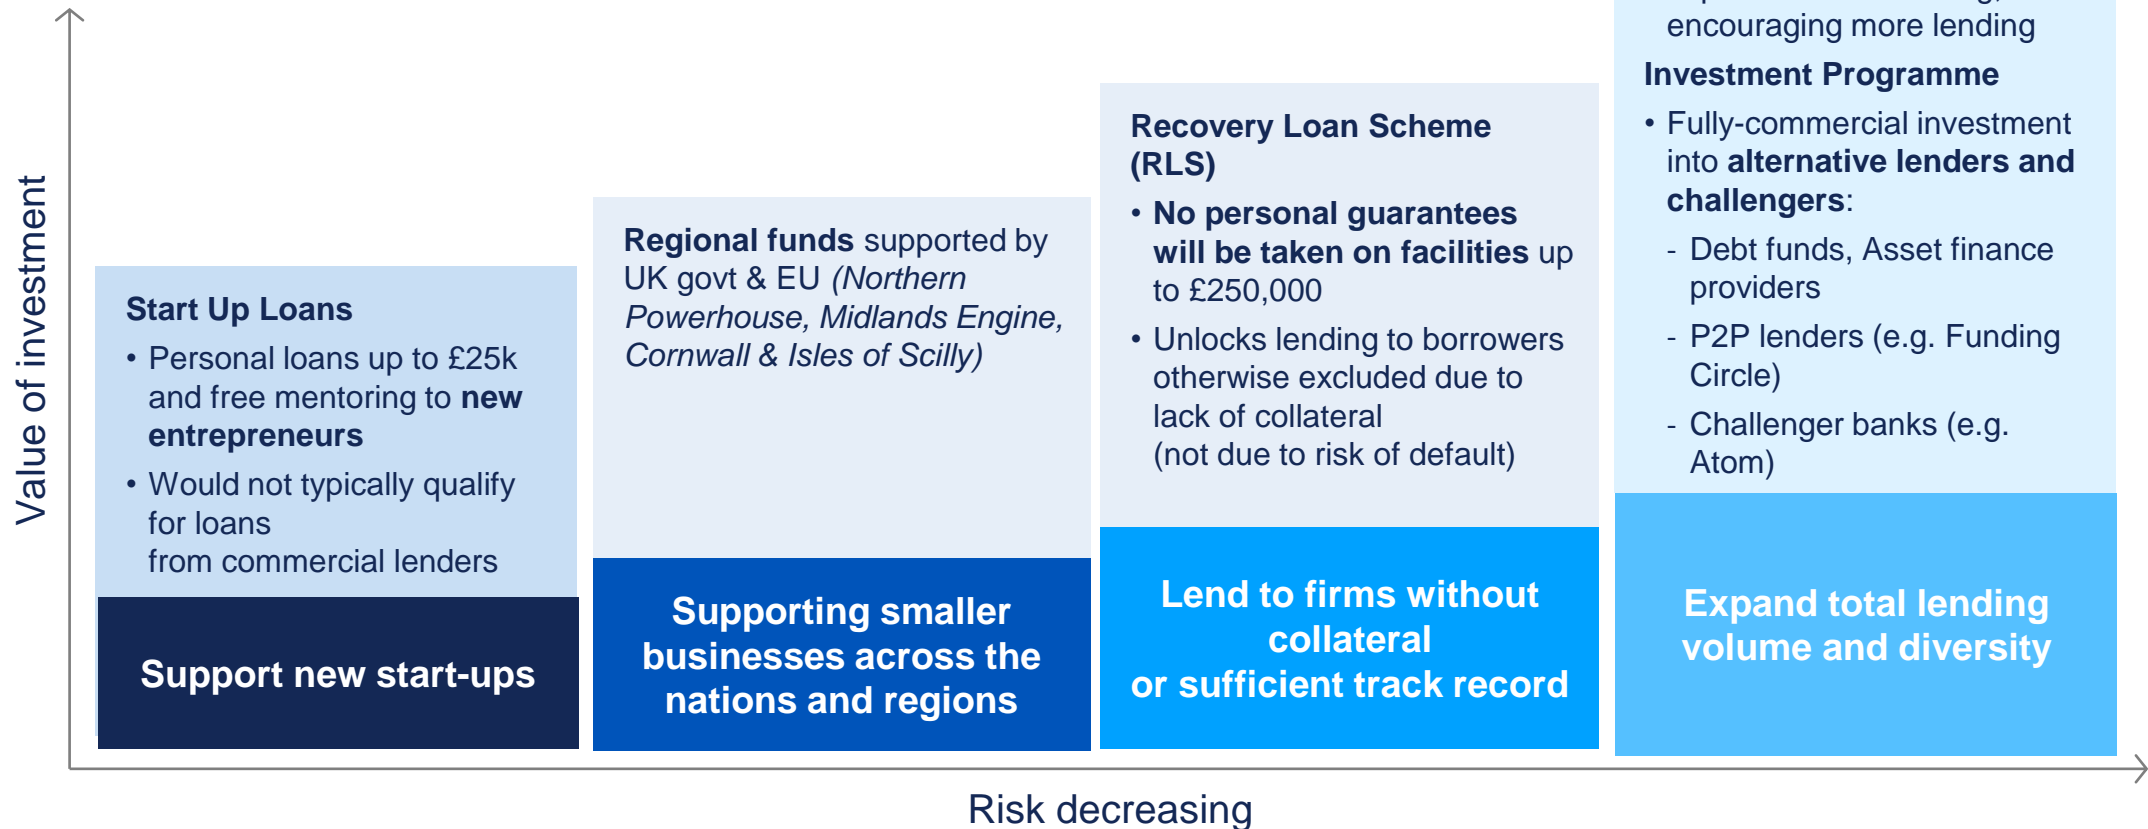 Value of investment
Start Up Loans
• Personal loans up to £25k
and free mentoring to new
entrepreneurs
• Would not typically qualify
for loans
from commercial lenders
Support new start-ups
Regional funds supported by
UK govt & EU (Northern
Powerhouse, Midlands Engine,
Cornwall & Isles of Scilly)
Supporting smaller
businesses across the
nations and regions
Recovery Loan Scheme
(RLS)
• No personal guarantees
will be taken on facilities up
to £250,000
• Unlocks lending to borrowers
otherwise excluded due to
lack of collateral
(not due to risk of default)
Lend to firms without
collateral
or sufficient track record
encouraging more lending
Investment Programme
• Fully-commercial investment
into alternative lenders and
challengers:
- Debt funds, Asset finance
providers
- P2P lenders (e.g. Funding
Circle)
- Challenger banks (e.g.
Atom)
Expand total lending
volume and diversity
Risk decreasing